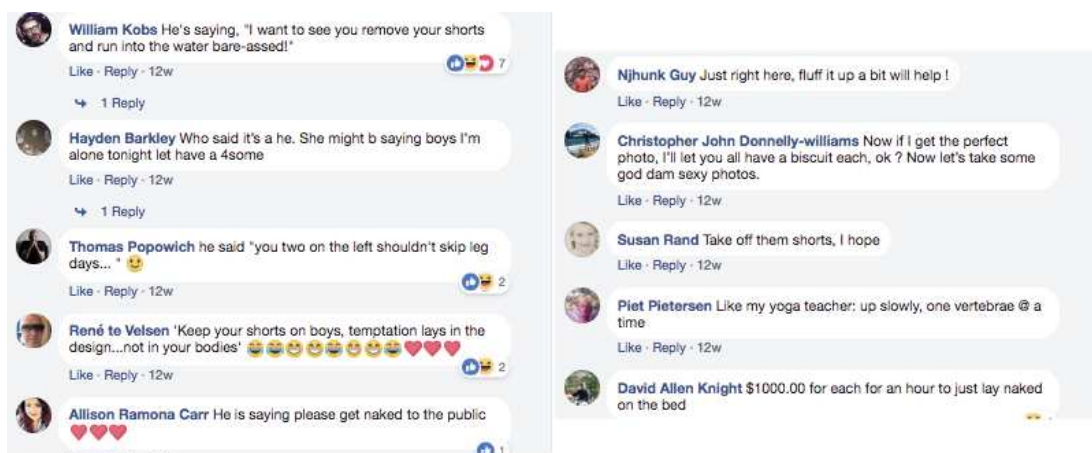 William Kobs He's saying, "I want to see you remove your shorts
and run into the water bare-assed!"
Like · Reply · 12w
7
1 Reply
Hayden Barkley Who said it's a he. She might b saying boys I'm
alone tonight let have a 4some
Like · Reply · 12w
1 Reply
Thomas Popowich he said "you two on the left shouldn't skip leg
days... " 😉
Like · Reply · 12w
2
René te Velsen 'Keep your shorts on boys, temptation lays in the
design...not in your bodies' 😂😂😁😁😂😂😁😂❤❤❤
Like · Reply · 12w
2
Allison Ramona Carr He is saying please get naked to the public
❤❤❤
1
Njhunk Guy Just right here, fluff it up a bit will help !
Like · Reply · 12w
Christopher John Donnelly-williams Now if I get the perfect
photo, I'll let you all have a biscuit each, ok ? Now let's take some
god dam sexy photos.
Like · Reply · 12w
Susan Rand Take off them shorts, I hope
Like · Reply · 12w
Piet Pietersen Like my yoga teacher: up slowly, one vertebrae @ a
time
Like · Reply · 12w
David Allen Knight $1000.00 for each for an hour to just lay naked
on the bed